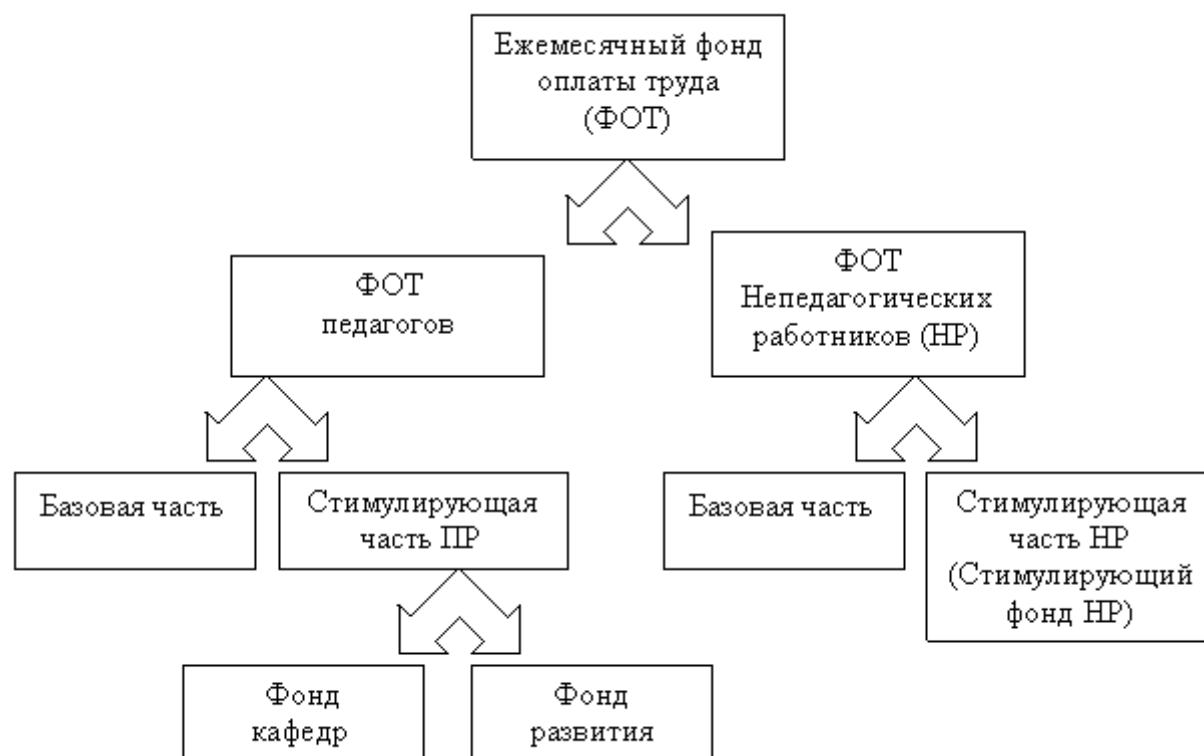 Ежемесячный фонд
оплаты труда
(ФОТ)
ФОТ
педагогов
ФОТ
Непедагогических
работников (НР)
Базовая часть
Стимулирующая
часть ПР
Базовая часть
Стимулирующая
часть НР
(Стимулирующий
фонд НР)
Фонд
кафедр
Фонд
развития